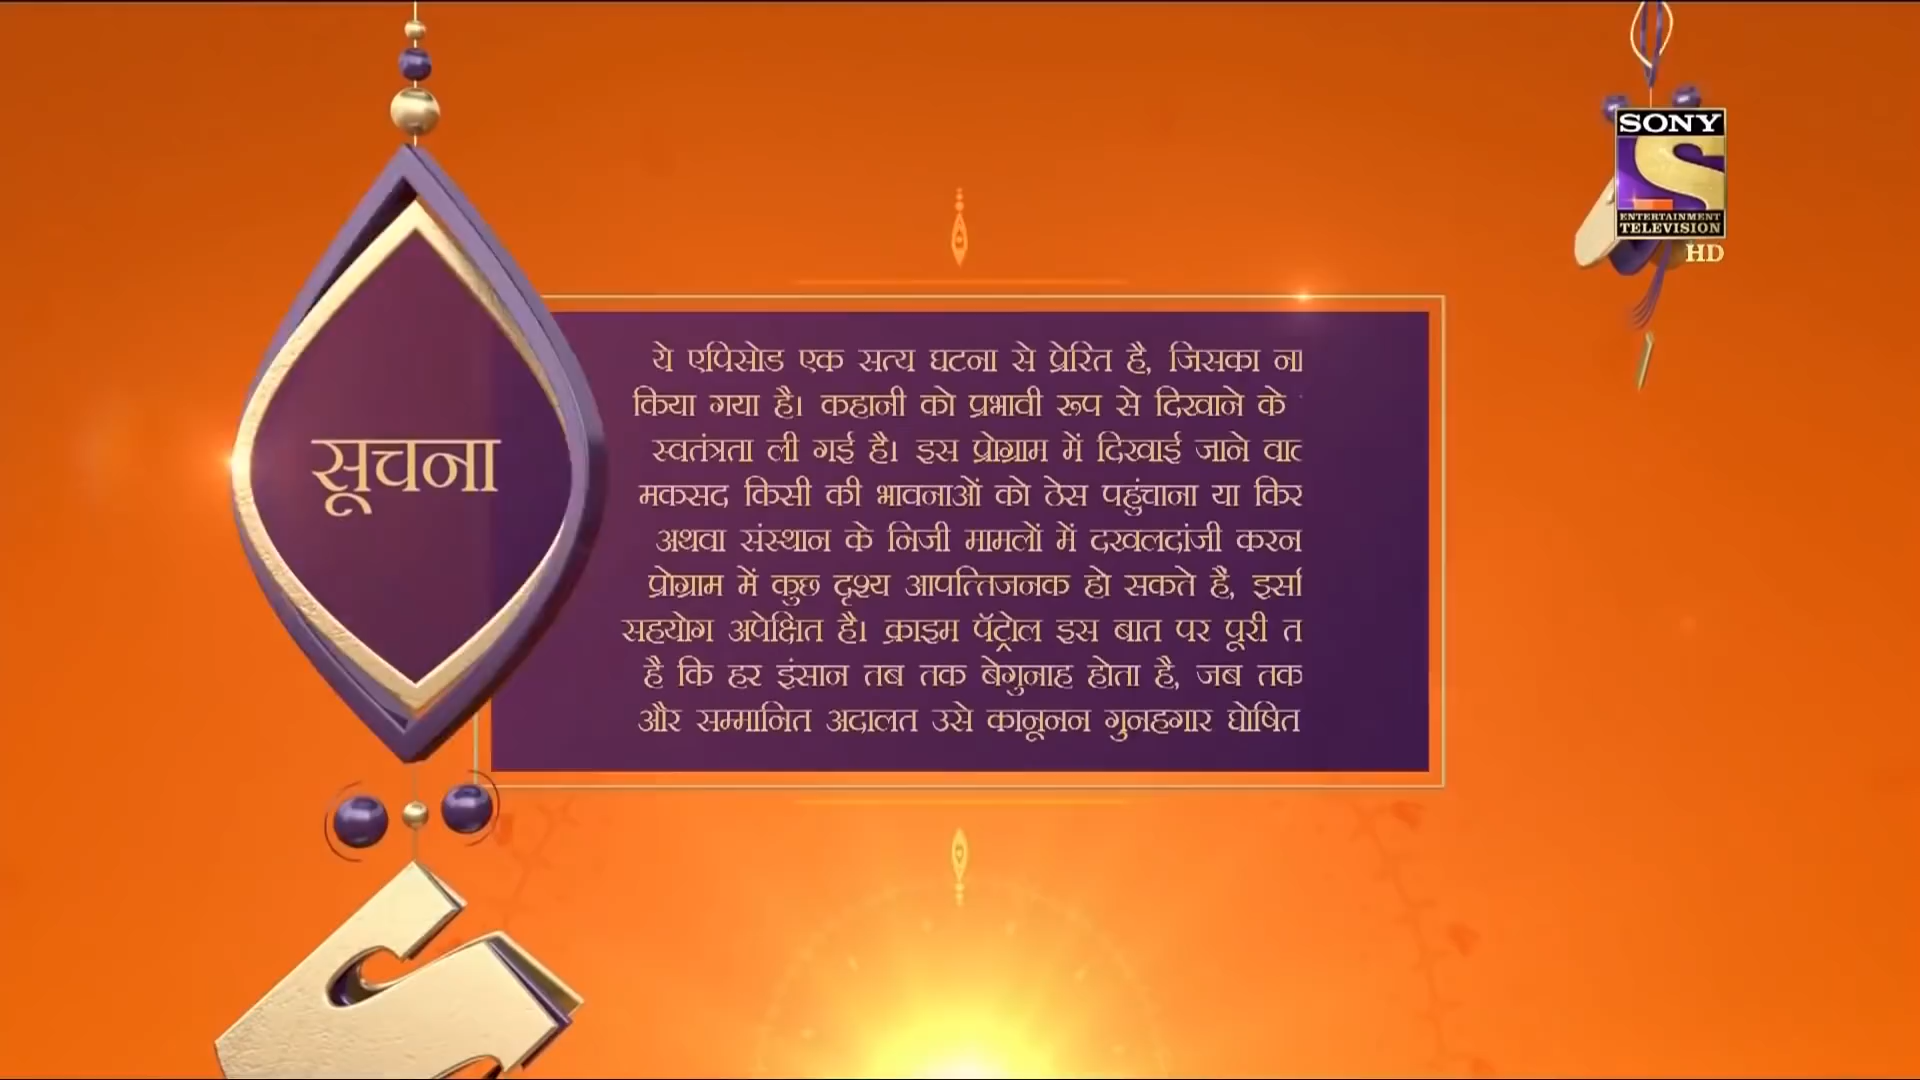 सूचना
ये एपिसोड एक सत्य घटना से प्रेरित है, जिसका ना
किया गया है। कहानी को प्रभावी रूप से दिखाने के
स्वतंत्रता ली गई है। इस प्रोग्राम में दिखाई जाने
मकसद किसी की भावनाओं को ठेस पहुंचाना या
अथवा संस्थान के निजी मामलों में दखलदांजी करन
प्रोग्राम में कुछ दृश्य आपत्तिजनक हो सकते हैं,
सहयोग अपेक्षित है। क्राइम पॅट्रोल इस बात पर पूरी त
है कि हर इंसान तब तक बेगुनाह होता है, जब तक
और सम्मानित अदालत उसे कानूनन गुनहगार घोषित
SONY
ENTERTAINMENT
TELEVISION
HD